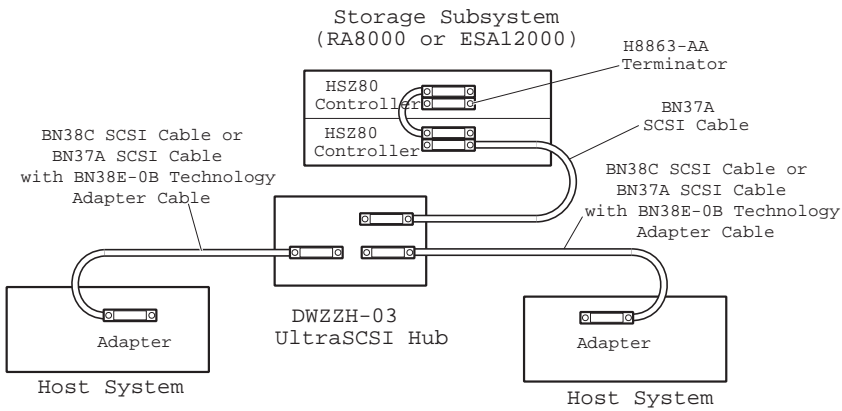 Storage Subsystem
(RA8000 or ESA12000)
H8863-AA
Terminator
HSZ80
Controller
HSZ80
Controller
BN37A
SCSI Cable
BN38C SCSI Cable or
BN37A SCSI Cable
with BN38E-0B Technology
Adapter Cable
BN38C SCSI Cable or
BN37A SCSI Cable
with BN38E-0B Technology
Adapter Cable
DWZZH-03
UltraSCSI Hub
Adapter
Host System
Adapter
Host System